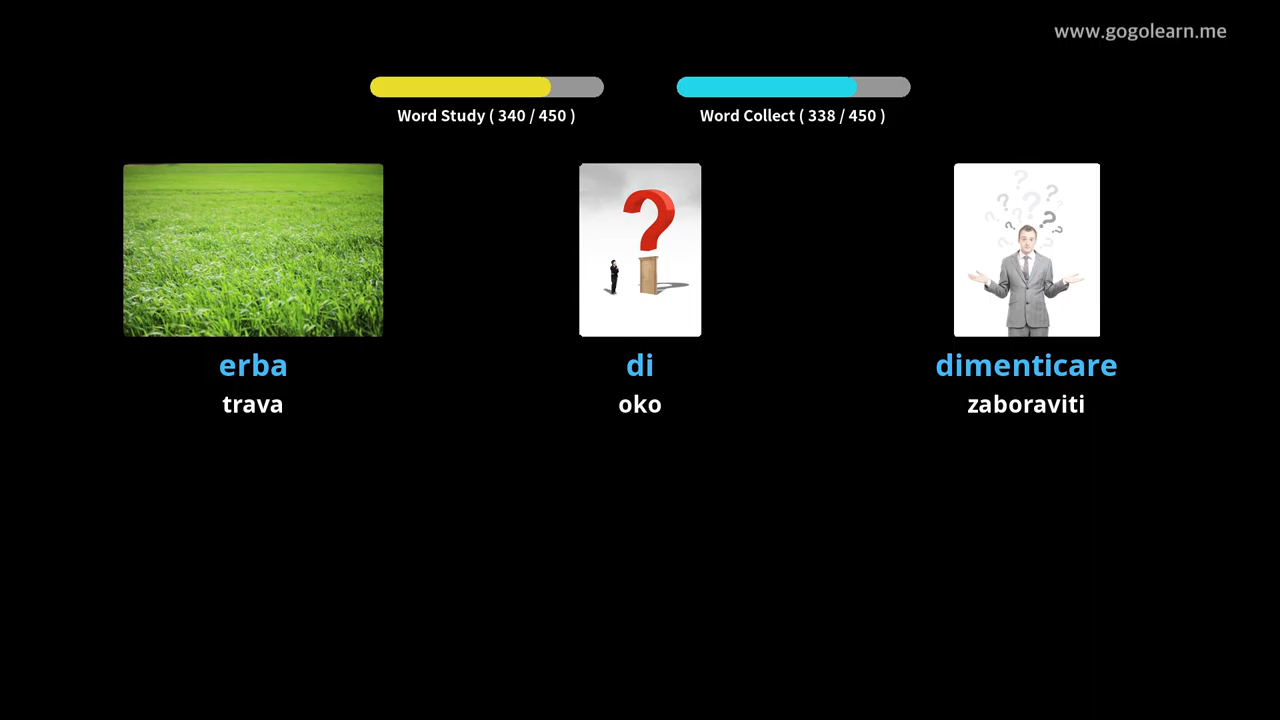 www.gogolearn.me
Word Study ( 340 / 450 )
Word Collect ( 338 / 450 )
erba
di
dimenticare
trava
oko
zaboraviti